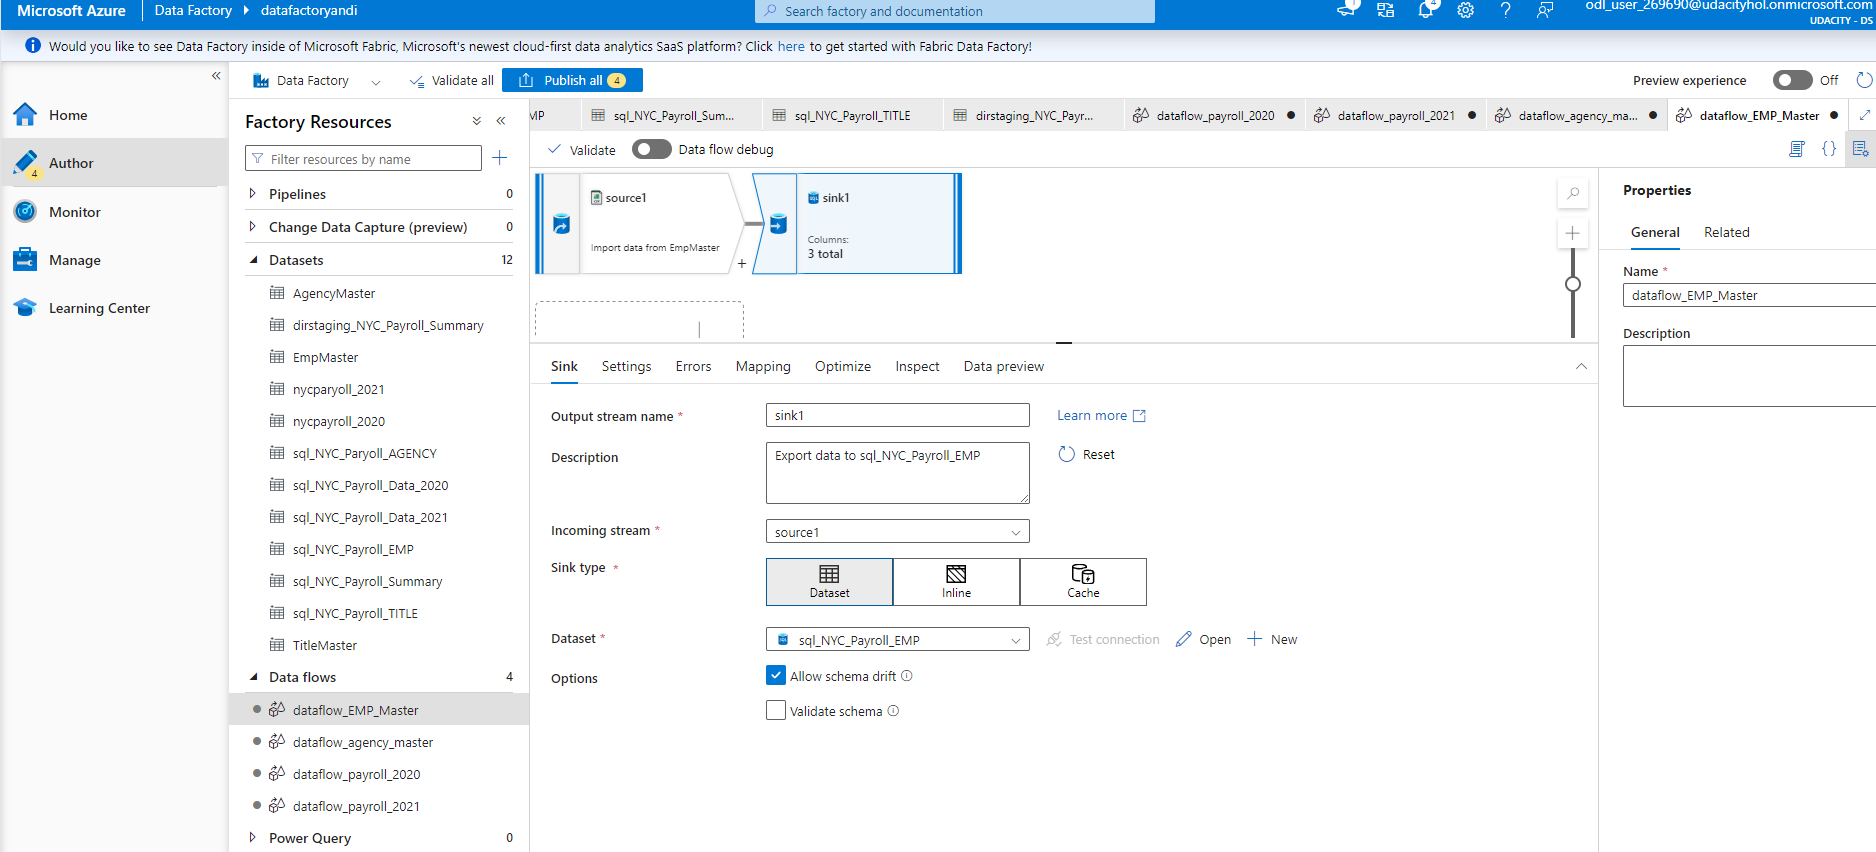 Microsoft Azure
Data Factory
datafactoryandi
Search factory and documentation
1
4
odl_user_269690@udacityhol.onmicrosoft.com
UDACITY - DS
Would you like to see Data Factory inside of Microsoft Fabric, Microsoft's newest cloud-first data analytics SaaS platform? Click here to get started with Fabric Data Factory!
Home
Author
4
Monitor
Manage
Learning Center
Data Factory
Validate all
Publish all 4
Preview experience
Off
Factory Resources
Filter resources by name
Pipelines 0
Change Data Capture (preview) 0
Datasets 12
AgencyMaster
dirstaging_NYC_Payroll_Summary
EmpMaster
nycparyoll_2021
nycpayroll_2020
sql_NYC_Paryoll_AGENCY
sql_NYC_Payroll_Data_2020
sql_NYC_Payroll_Data_2021
sql_NYC_Payroll_EMP
sql_NYC_Payroll_Summary
sql_NYC_Payroll_TITLE
TitleMaster
Data flows 4
dataflow_EMP_Master
dataflow_agency_master
dataflow_payroll_2020
dataflow_payroll_2021
Power Query 0
MP
sql_NYC_Payroll_Sum...
sql_NYC_Payroll_TITLE
dirstaging_NYC_Payr...
dataflow_payroll_2020
dataflow_payroll_2021
dataflow_agency_ma...
dataflow_EMP_Master
Validate
Data flow debug
{}
source1
Import data from EmpMaster
+
sink1
Columns:
3 total
Sink
Settings
Errors
Mapping
Optimize
Inspect
Data preview
Output stream name *
sink1
Learn more
Description
Export data to sql_NYC_Payroll_EMP
Reset
Incoming stream *
source1
Sink type *
Dataset
Inline
Cache
Dataset *
sql_NYC_Payroll_EMP
Test connection
Open
New
Options
Allow schema drift
Validate schema
Properties
General
Related
Name *
dataflow_EMP_Master
Description